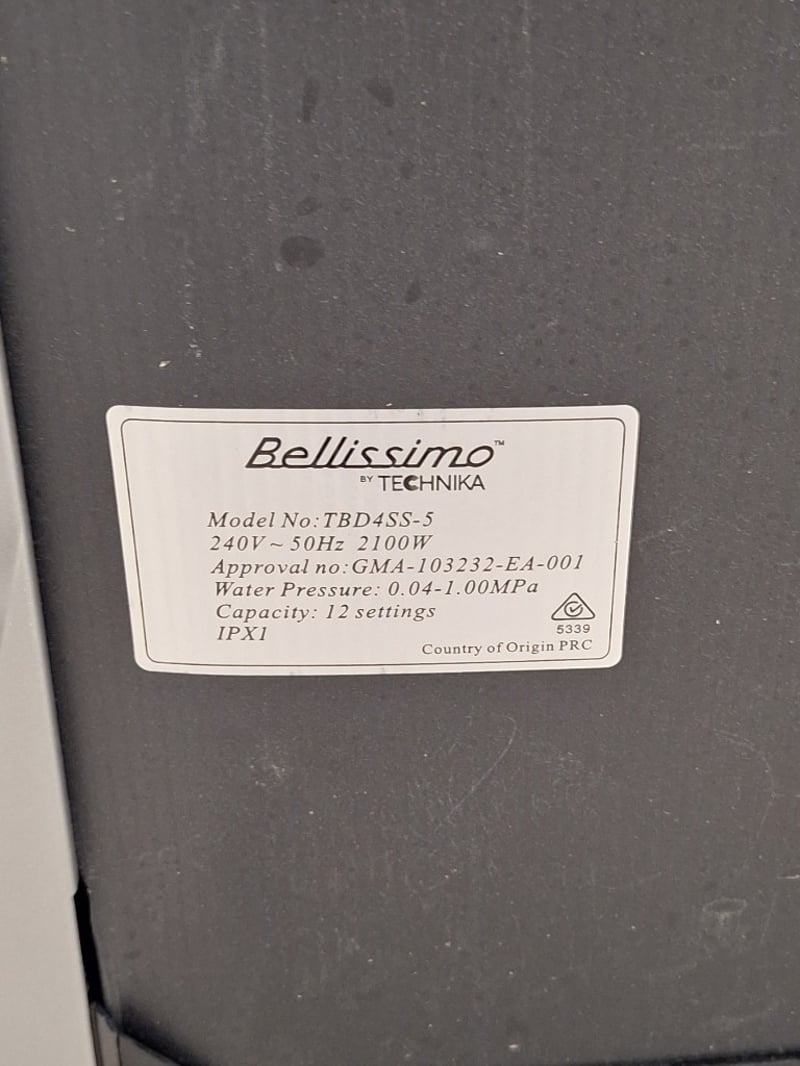 Bellissimo™
BY TECHNIKA
Model No:TBD4SS-5
240V~50Hz 2100W
Approval no:GMA-103232-EA-001
Water Pressure: 0.04-1.00MPa
Capacity: 12 settings
IPX1
5339
Country of Origin PRC